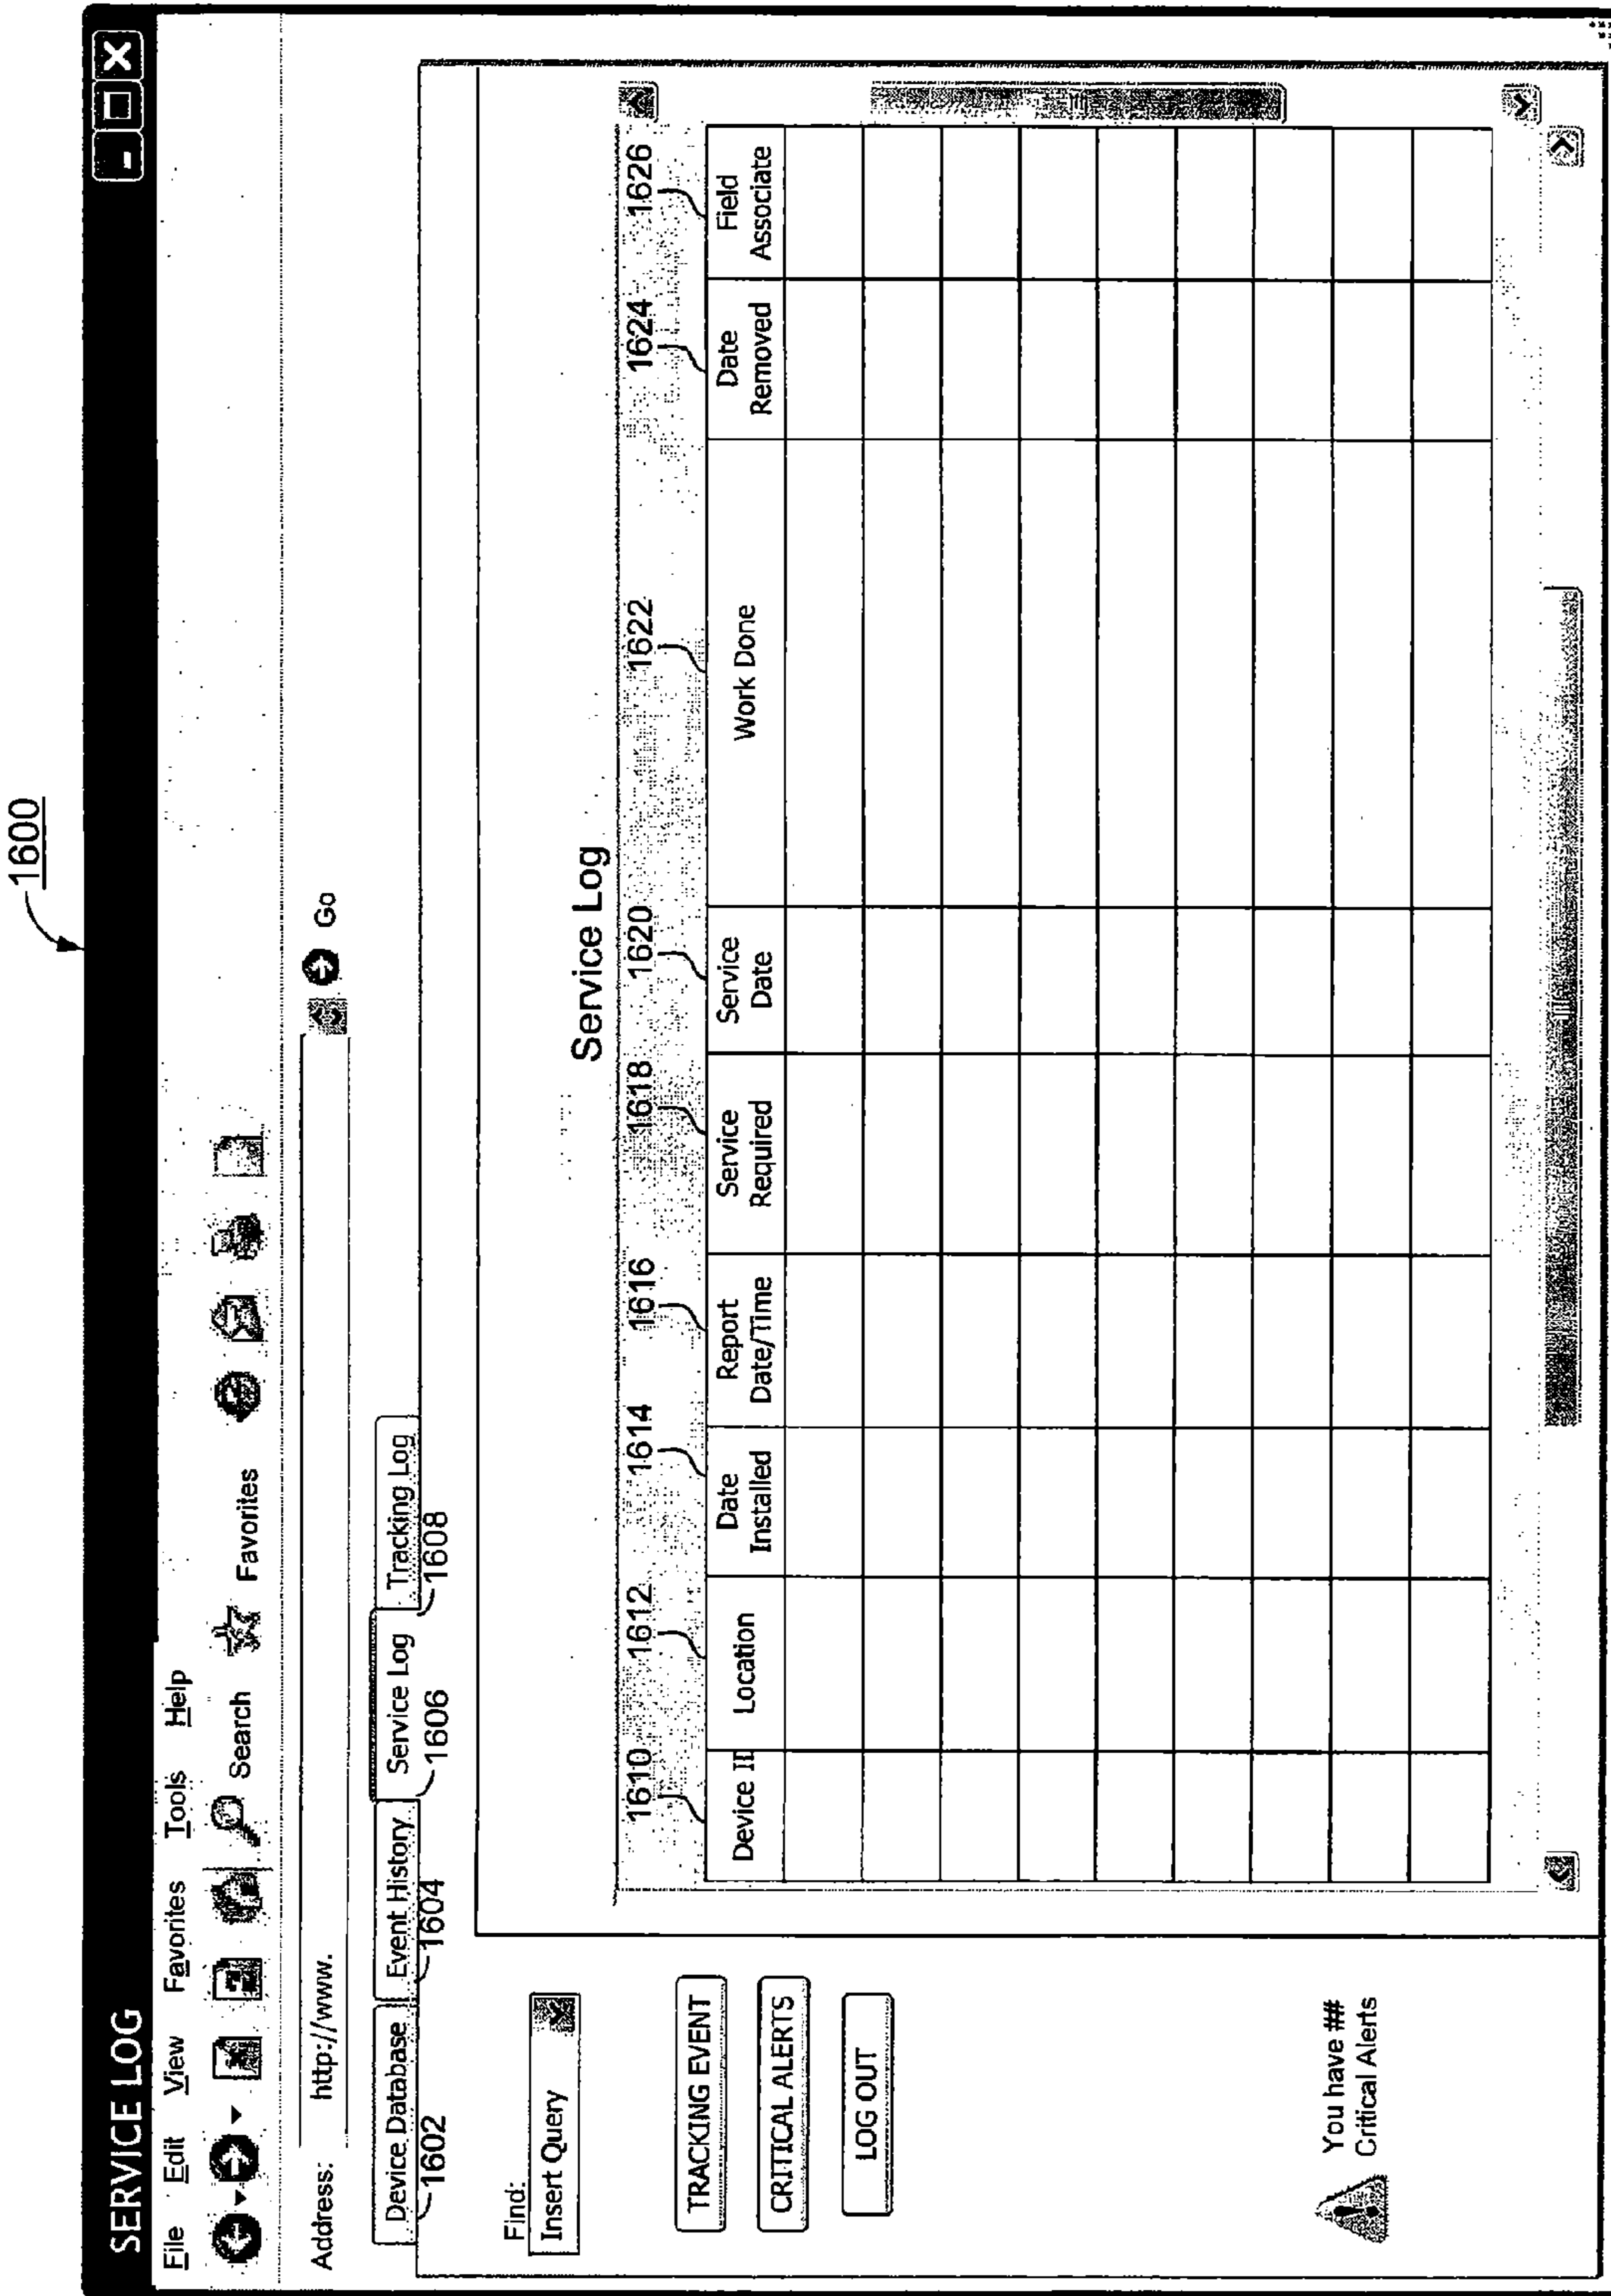 1600
SERVICE LOG
File Edit View Favorites Tools Help
Search Favorites
Address: http://www. Go
Device Database Event History Service Log Tracking Log
1602 1604 1606 1608
Find:
Insert Query
TRACKING EVENT
CRITICAL ALERTS
LOG OUT
You have ##
Critical Alerts
Service Log
1610 1612 1614 1616 1618 1620 1622 1624 1626
Device ID Location Date Installed Report Date/Time Service Required Service Date Work Done Date Removed Field Associate